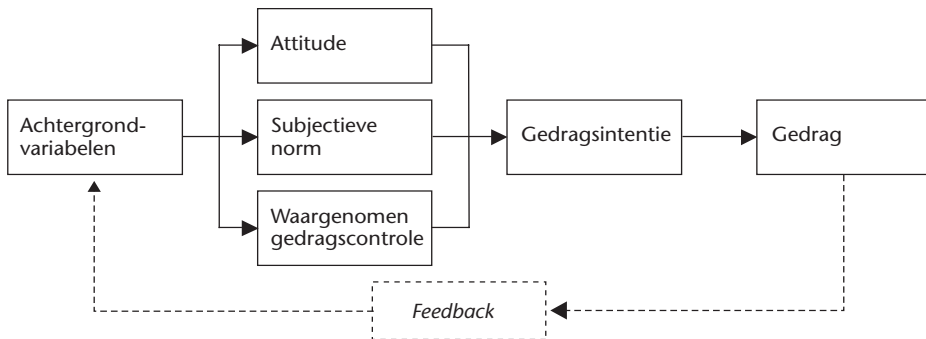 Attitude
Achtergrond-
variabelen
Subjectieve
norm
Gedragsintentie
Gedrag
Waargenomen
gedragscontrole
Feedback